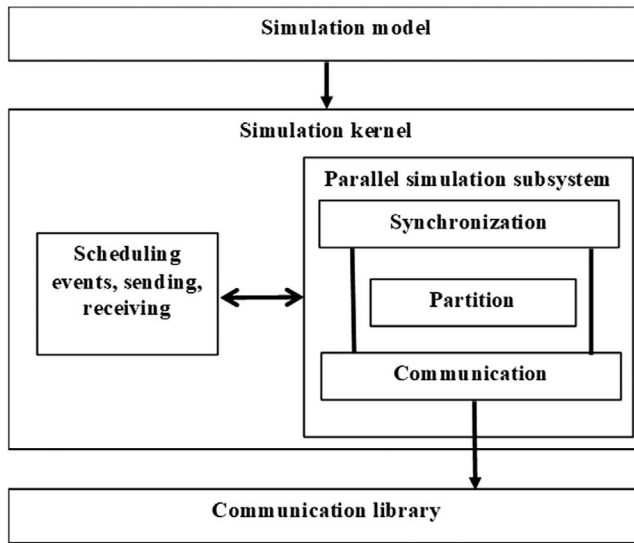 Simulation model
Simulation kernel
Parallel simulation subsystem
Synchronization
Scheduling
events, sending,
receiving
Partition
Communication
Communication library